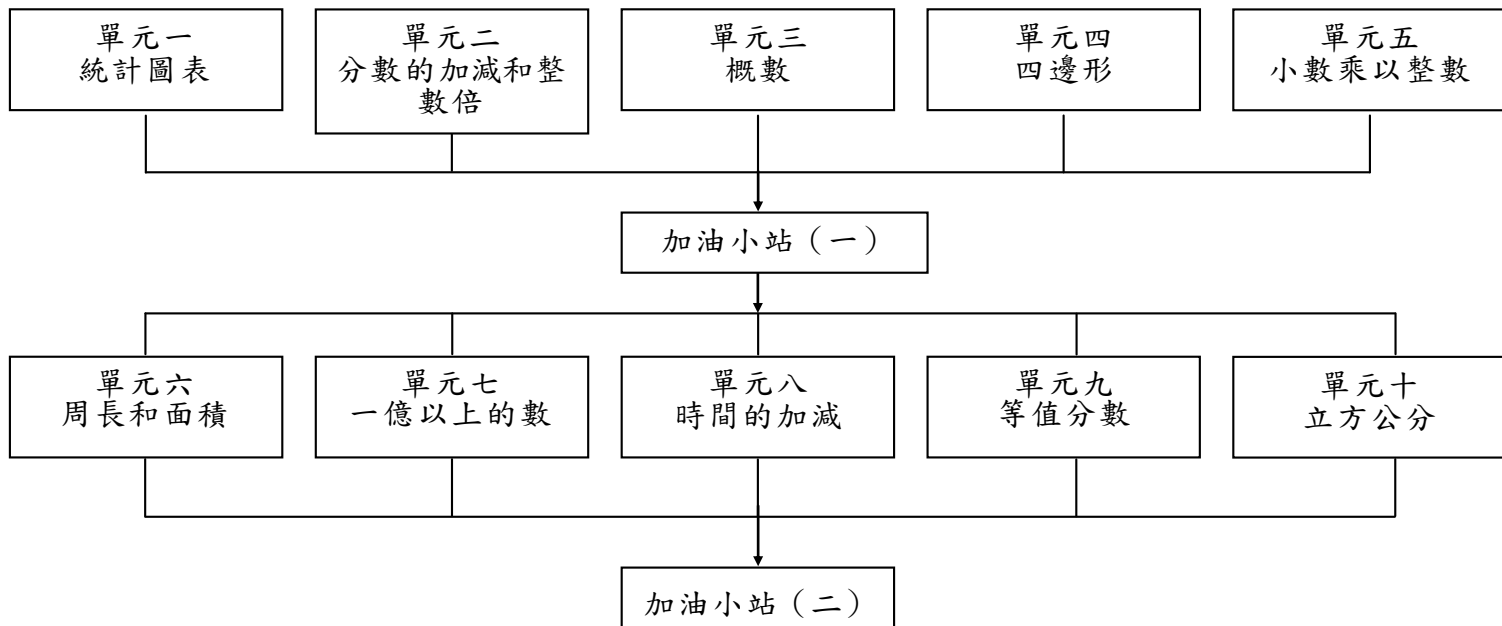 單元一
統計圖表
單元二
分數的加減和整
數倍
單元三
概數
單元四
四邊形
單元五
小數乘以整數
加油小站（一）
單元六
周長和面積
單元七
一億以上的數
單元八
時間的加減
單元九
等值分數
單元十
立方公分
加油小站（二）